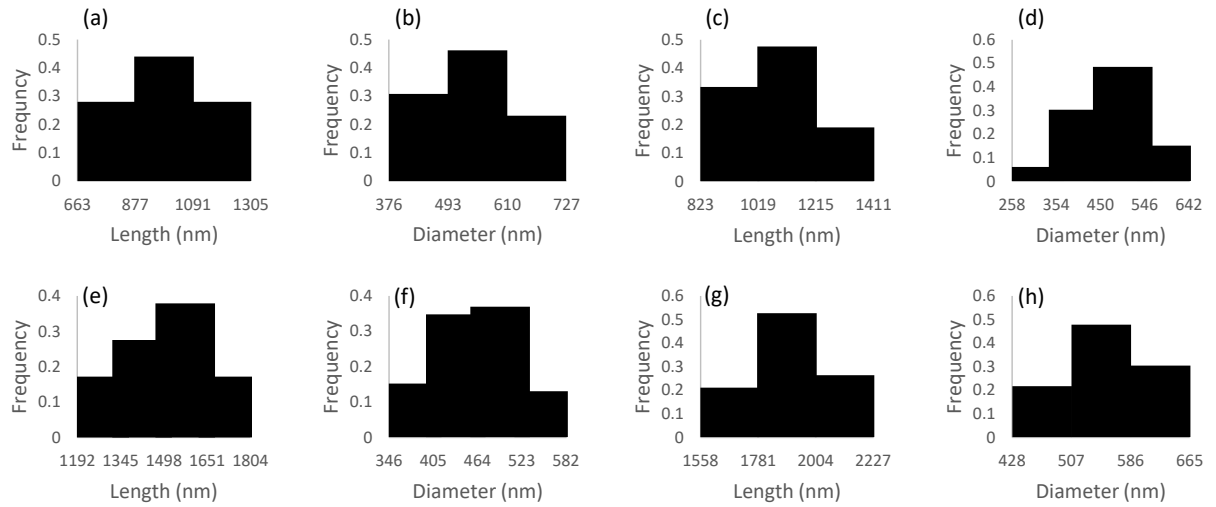 (a)
0.5
0.4
0.3
0.2
0.1
0
Frequncy
663 877 1091 1305
Length (nm)
(b)
0.5
0.4
0.3
0.2
0.1
0
Frequency
376 493 610 727
Diameter (nm)
(c)
0.5
0.4
0.3
0.2
0.1
0
Frequency
823 1019 1215 1411
Length (nm)
(d)
0.6
0.5
0.4
0.3
0.2
0.1
0
Frequency
258 354 450 546 642
Diameter (nm)
(e)
0.4
0.3
0.2
0.1
0
Frequency
1192 1345 1498 1651 1804
Length (nm)
(f)
0.4
0.3
0.2
0.1
0
Frequency
346 405 464 523 582
Diameter (nm)
(g)
0.6
0.5
0.4
0.3
0.2
0.1
0
Frequency
1558 1781 2004 2227
Length (nm)
(h)
0.6
0.5
0.4
0.3
0.2
0.1
0
Frequency
428 507 586 665
Diameter (nm)